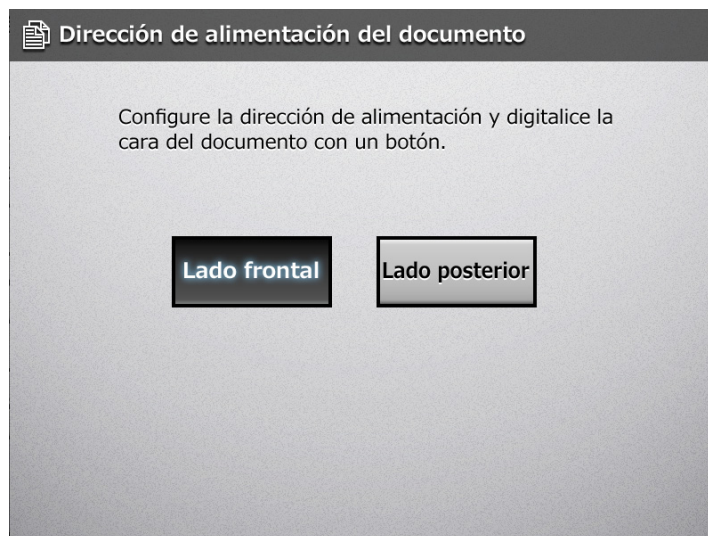 Dirección de alimentación del documento
Configure la dirección de alimentación y digitalice la
cara del documento con un botón.
Lado frontal
Lado posterior